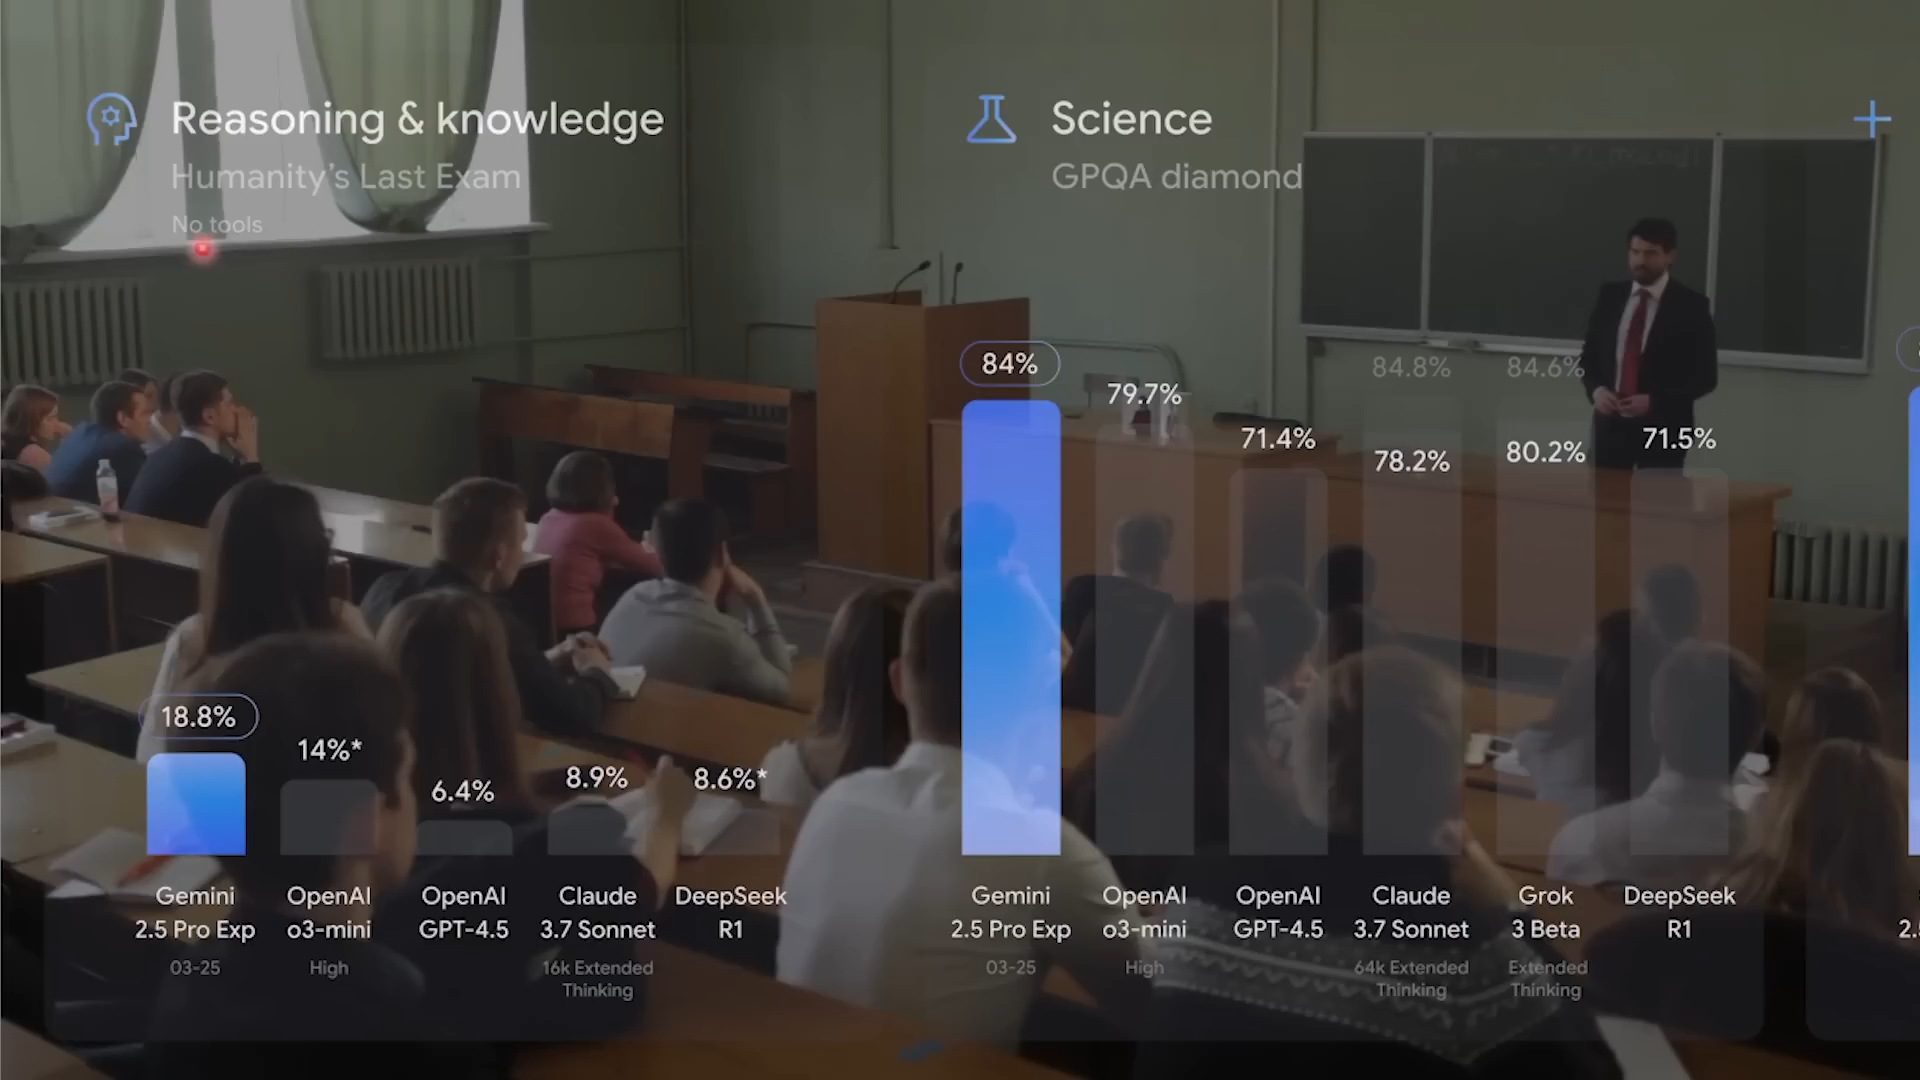 Reasoning & knowledge
Humanity's Last Exam
No tools
18.8%
14%*
6.4%
8.9%
8.6%*
Gemini
2.5 Pro Exp
03-25
OpenAI
o3-mini
High
OpenAI
GPT-4.5
Claude
3.7 Sonnet
16k Extended
Thinking
DeepSeek
R1
Science
GPQA diamond
84%
79.7%
71.4%
84.8%
78.2%
84.6%
80.2%
71.5%
Gemini
2.5 Pro Exp
03-25
OpenAI
o3-mini
High
OpenAI
GPT-4.5
Claude
3.7 Sonnet
64k Extended
Thinking
Grok
3 Beta
Extended
Thinking
DeepSeek
R1